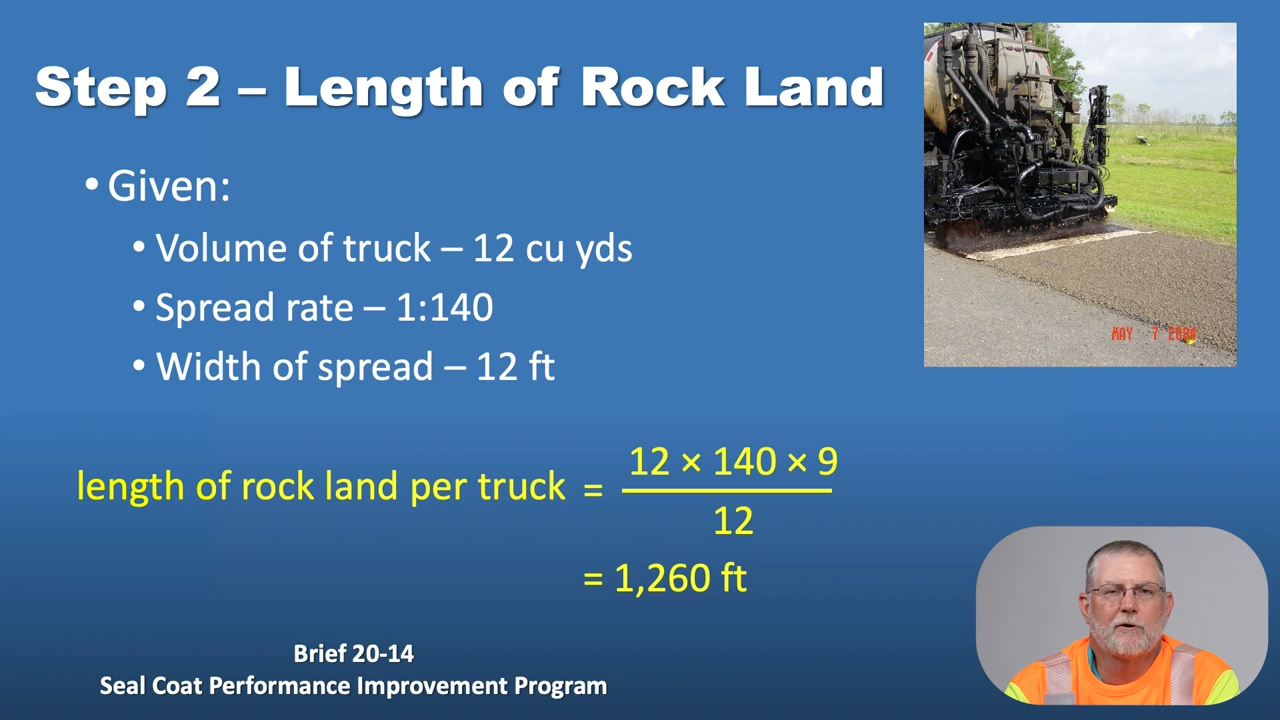 Step 2 – Length of Rock Land
• Given:
• Volume of truck – 12 cu yds
• Spread rate – 1:140
• Width of spread – 12 ft
length of rock land per truck = 12 × 140 × 9
12
= 1,260 ft
Brief 20-14
Seal Coat Performance Improvement Program
MAY 7